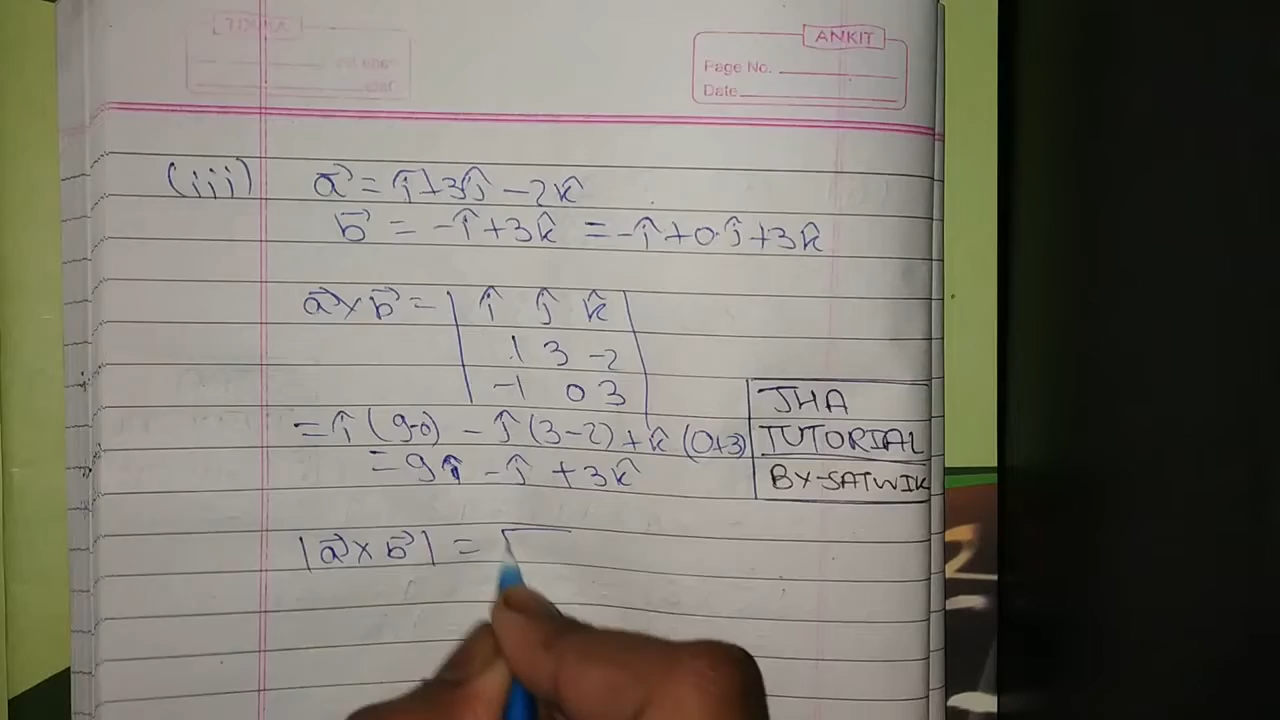 ANKIT
Page No.
Date
(iii) a⃗ = î+3ĵ-2k̂
b⃗ = -î+3k̂ = -î+0.ĵ+3k̂
a⃗×b⃗ = | î ĵ k̂ |
1 3 -2
-1 0 3
= î (9-0) - ĵ (3-2) + k̂ (0+3)
= 9î - ĵ + 3k̂
JHA
TUTORIAL
BY-SATWIK
|a⃗×b⃗| = √